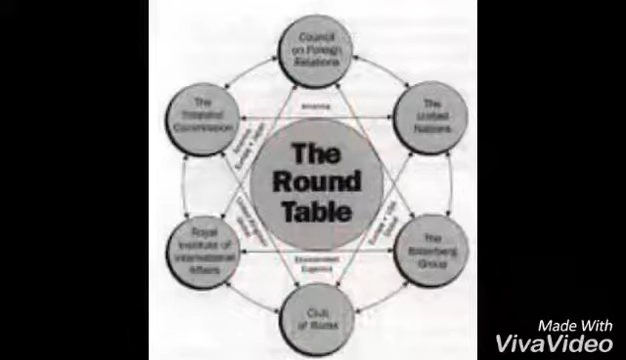 Council
on Foreign
Relations
The
Trilateral
Commission
The
United
Nations
America
The
Round
Table
Royal
Institute of
International
Affairs
The
Bilderberg
Group
Club
of Rome
Made With
VivaVideo